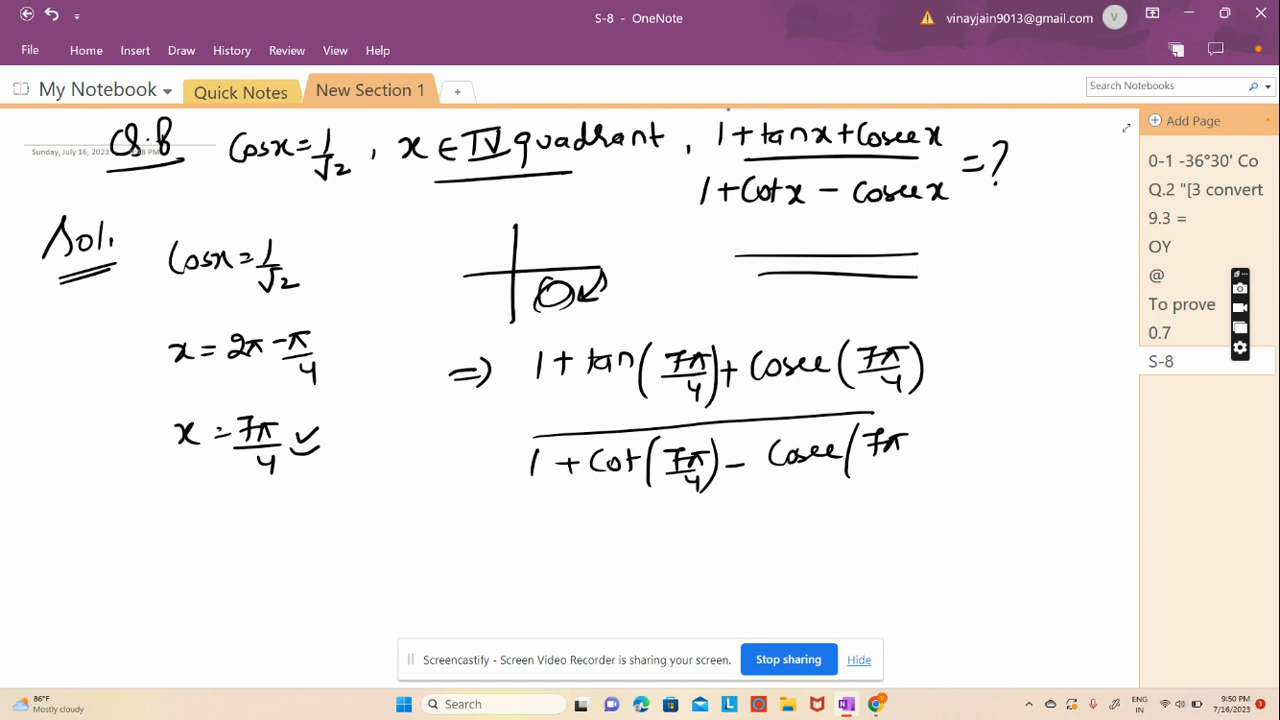 S-8 - OneNote
vinayjain9013@gmail.com
V
File Home Insert Draw History Review View Help
My Notebook Quick Notes New Section 1 +
Search Notebooks
Add Page
0-1 -36°30' Co
Q.2 "[3 convert
9.3 =
OY
@
To prove
0.7
S-8
Sunday, July 16, 2023
Q.8 Cosx = 1/√2 , x ∈ IV quadrant , (1 + tanx + Cosec x)/(1 + Cotx - Cosec x) = ?
Sol.
Cosx = 1/√2
x = 2π - π/4
x = 7π/4
⇒ 1 + tan(7π/4) + Cosec(7π/4)
1 + Cot(7π/4) - Cosec(7π
Screencastify - Screen Video Recorder is sharing your screen. Stop sharing Hide
86°F
Mostly cloudy
Search
ENG
IN
9:50 PM
7/16/2023